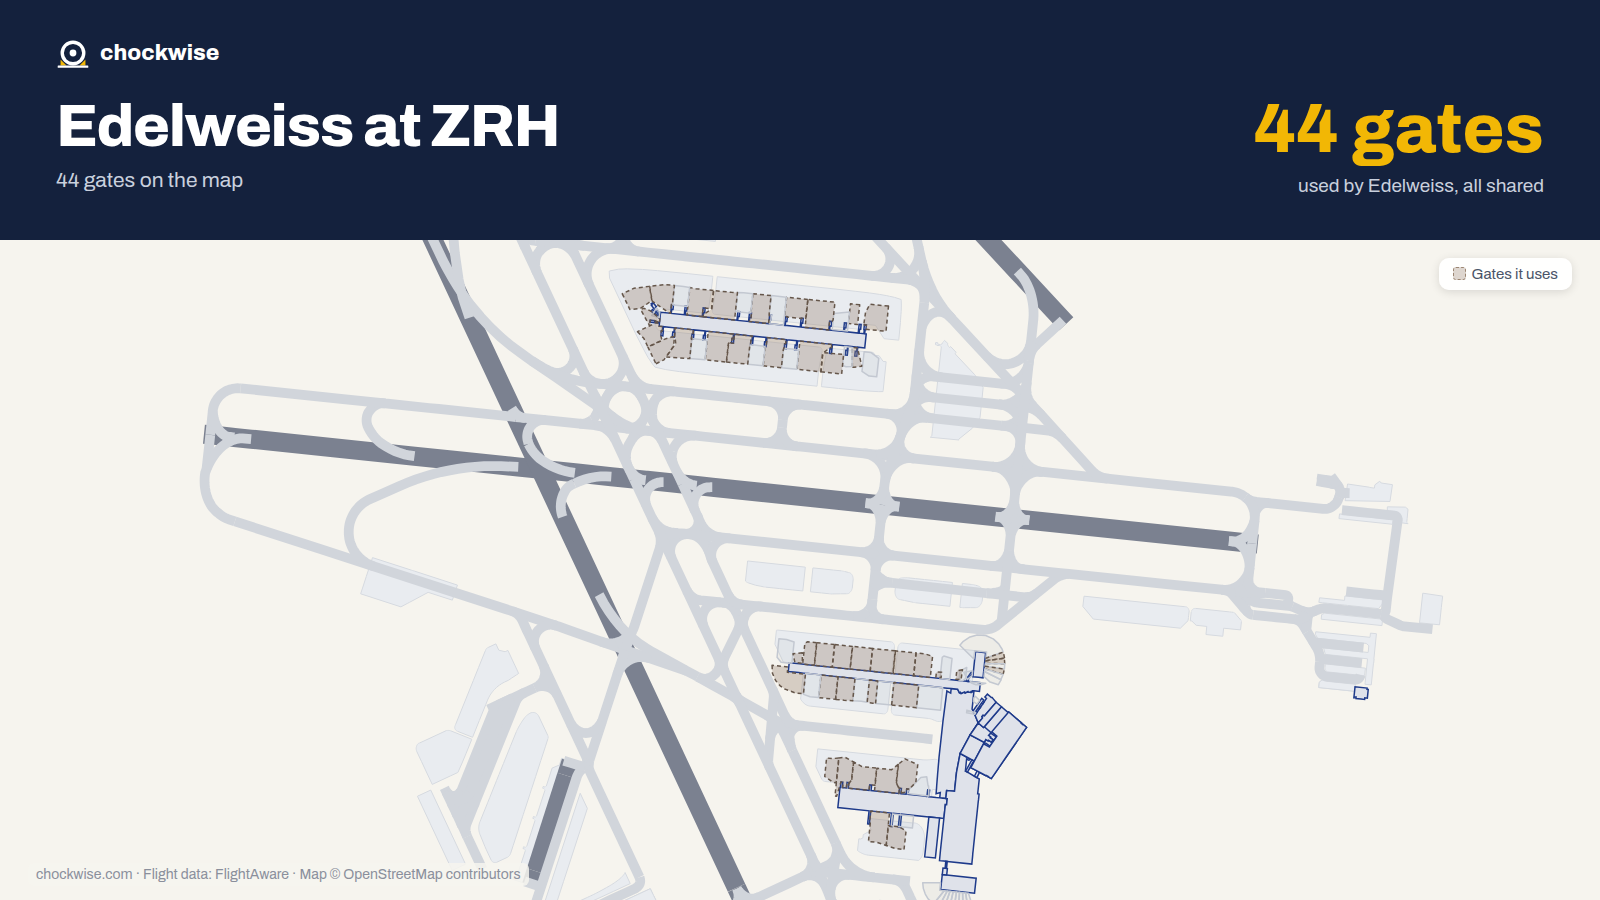 chockwise
Edelweiss at ZRH
44 gates on the map
44 gates
used by Edelweiss, all shared
Gates it uses
chockwise.com · Flight data: FlightAware · Map © OpenStreetMap contributors